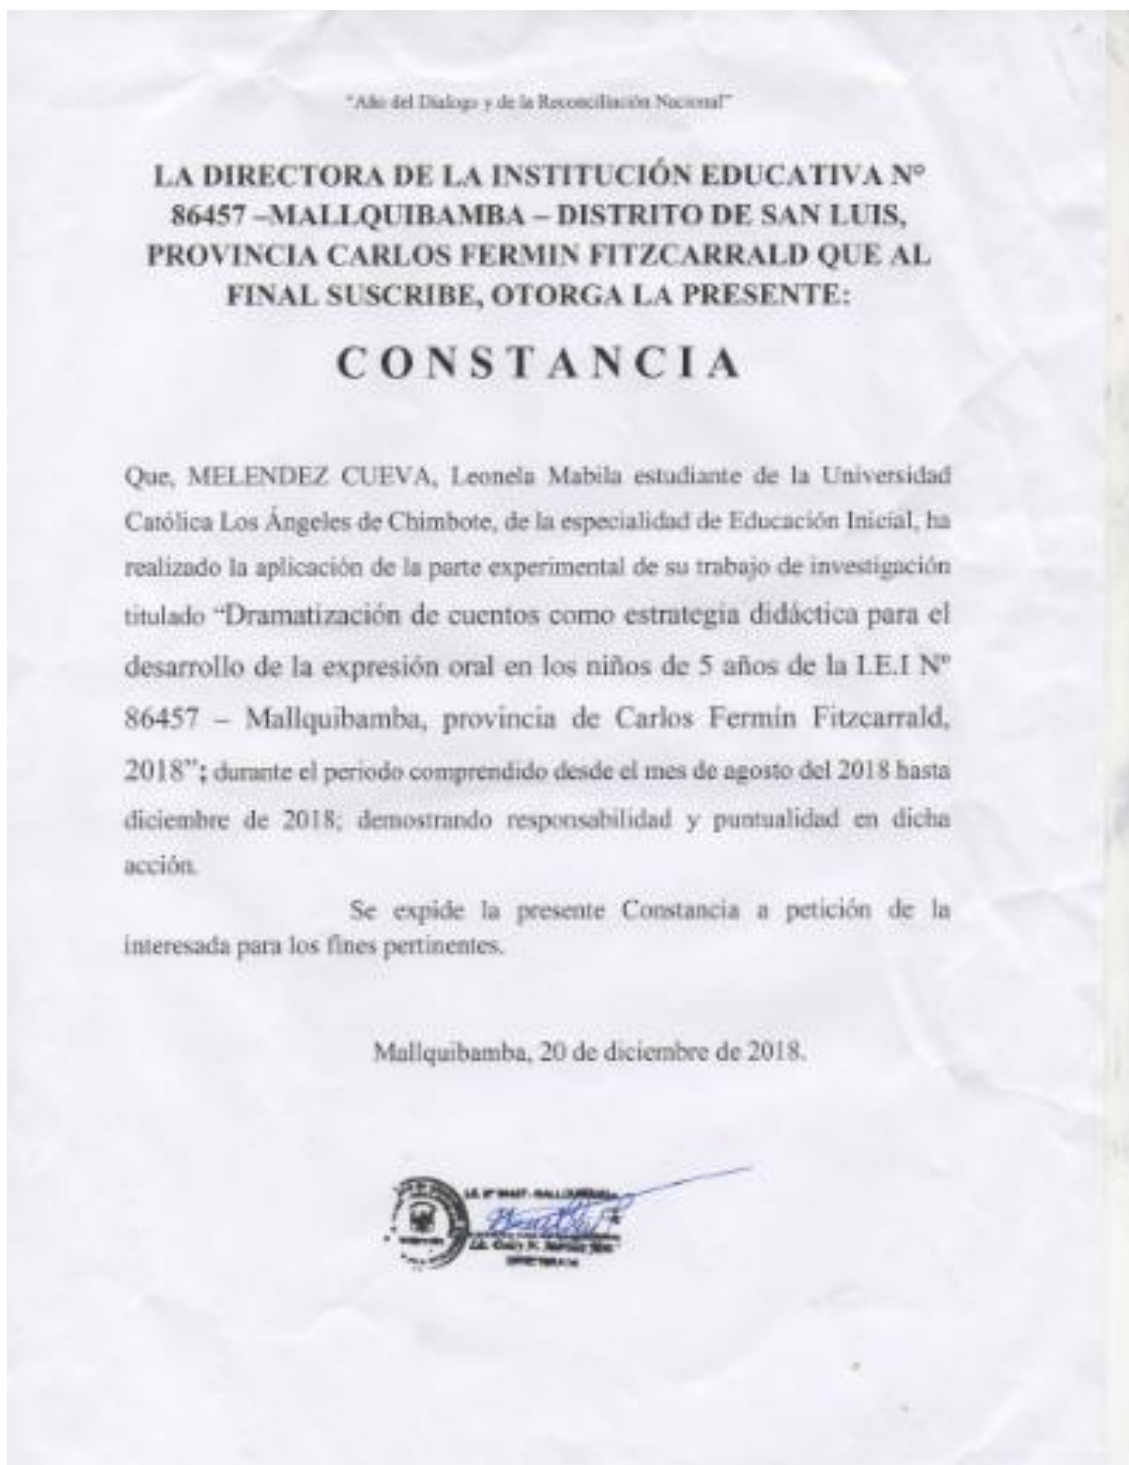 "Año del Dialogo y de la Reconciliación Nacional"
LA DIRECTORA DE LA INSTITUCIÓN EDUCATIVA N°
86457 –MALLQUIBAMBA – DISTRITO DE SAN LUIS,
PROVINCIA CARLOS FERMIN FITZCARRALD QUE AL
FINAL SUSCRIBE, OTORGA LA PRESENTE:
CONSTANCIA
Que, MELENDEZ CUEVA, Leonela Mabila estudiante de la Universidad
Católica Los Ángeles de Chimbote, de la especialidad de Educación Inicial, ha
realizado la aplicación de la parte experimental de su trabajo de investigación
titulado "Dramatización de cuentos como estrategia didáctica para el
desarrollo de la expresión oral en los niños de 5 años de la I.E.I N°
86457 – Mallquibamba, provincia de Carlos Fermín Fitzcarrald,
2018"; durante el periodo comprendido desde el mes de agosto del 2018 hasta
diciembre de 2018; demostrando responsabilidad y puntualidad en dicha
acción.
Se expide la presente Constancia a petición de la
interesada para los fines pertinentes.
Mallquibamba, 20 de diciembre de 2018.
DIRECTORA